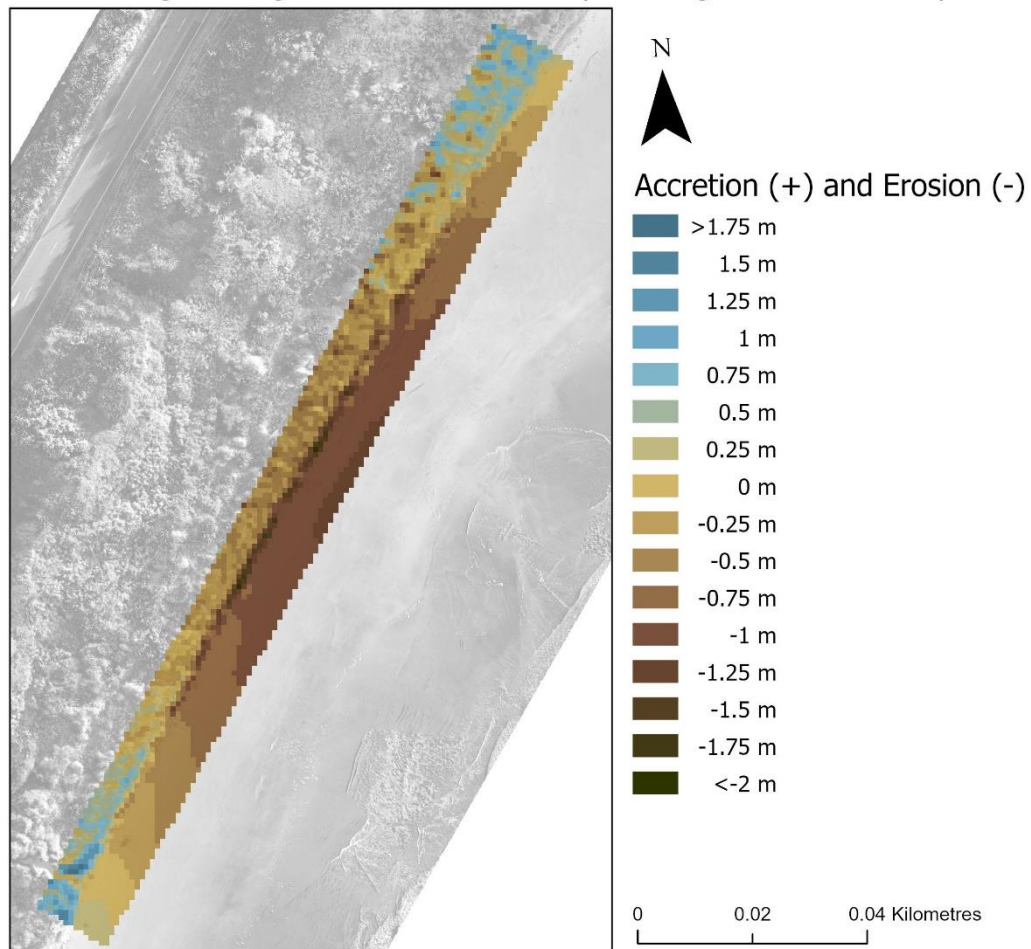 N
Accretion (+) and Erosion (-)
>1.75 m
1.5 m
1.25 m
1 m
0.75 m
0.5 m
0.25 m
0 m
-0.25 m
-0.5 m
-0.75 m
-1 m
-1.25 m
-1.5 m
-1.75 m
<-2 m
0 0.02 0.04 Kilometres